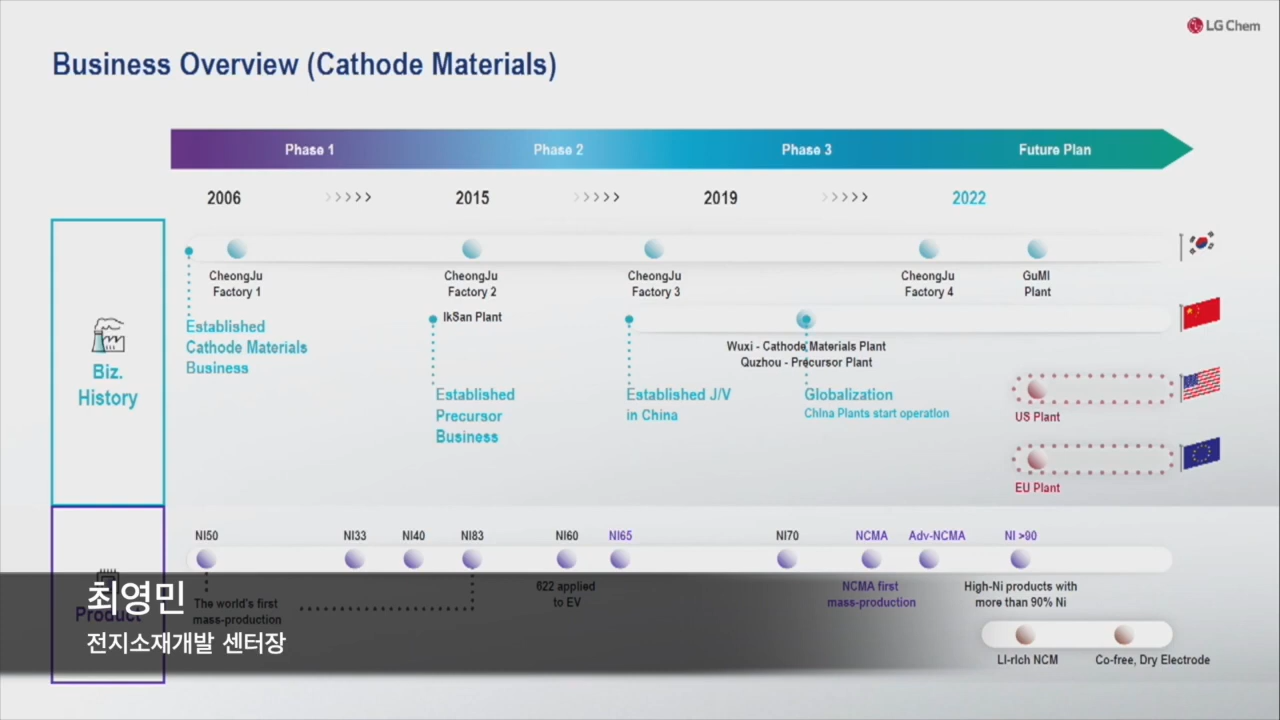 LG Chem
Business Overview (Cathode Materials)
Phase 1
Phase 2
Phase 3
Future Plan
2006
2015
2019
2022
CheongJu
Factory 1
CheongJu
Factory 2
CheongJu
Factory 3
CheongJu
Factory 4
GuMI
Plant
Established
Cathode Materials
Business
IkSan Plant
Established
Precursor
Business
Established J/V
in China
Wuxi - Cathode Materials Plant
Quzhou - Precursor Plant
Globalization
China Plants start operation
US Plant
EU Plant
Biz.
History
NI50
NI33
NI40
NI83
NI60
NI65
NI70
NCMA
Adv-NCMA
NI >90
The world's first
mass-production
622 applied
to EV
NCMA first
mass-production
High-Ni products with
more than 90% Ni
LI-rich NCM
Co-free, Dry Electrode
Product
최영민
전지소재개발 센터장